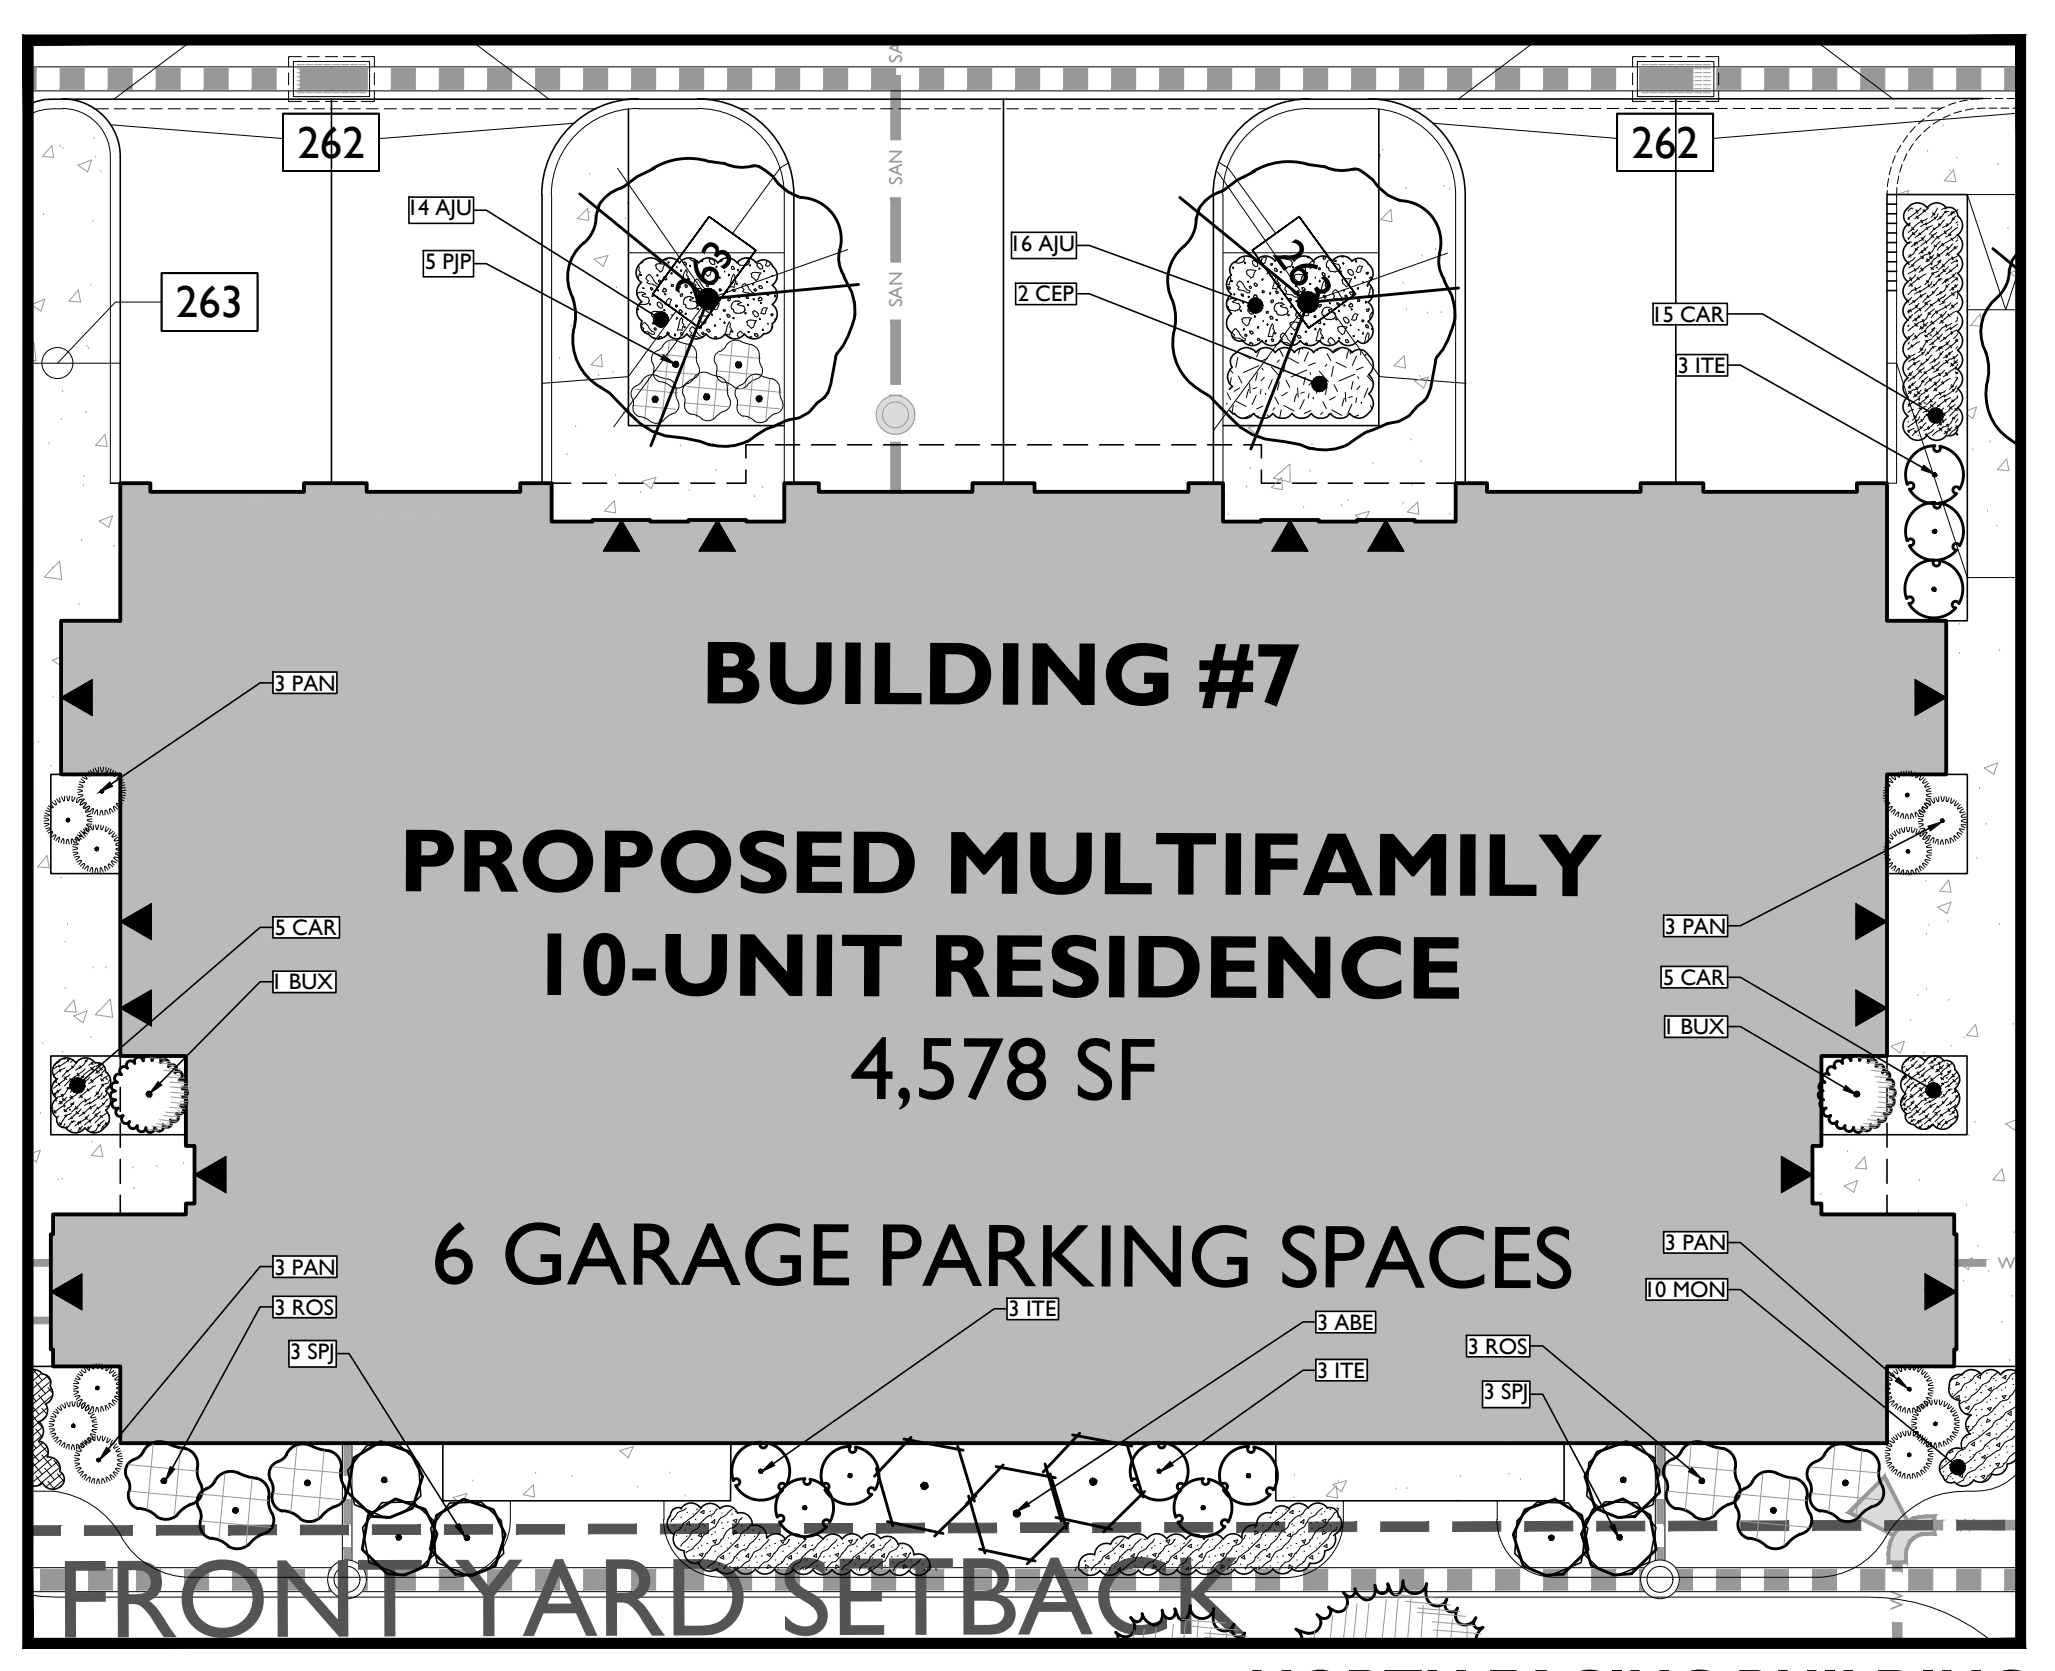 SAN
SAN
SAN
262
262
14 AJU
5 PJP
263
16 AJU
2 CEP
263
263
15 CAR
3 ITE
BUILDING #7
3 PAN
PROPOSED MULTIFAMILY
10-UNIT RESIDENCE
4,578 SF
5 CAR
1 BUX
3 PAN
5 CAR
1 BUX
6 GARAGE PARKING SPACES
3 PAN
3 ROS
3 SPJ
3 ITE
3 ABE
3 ITE
3 ROS
3 SPJ
3 PAN
10 MON
W
W
FRONT YARD SETBACK